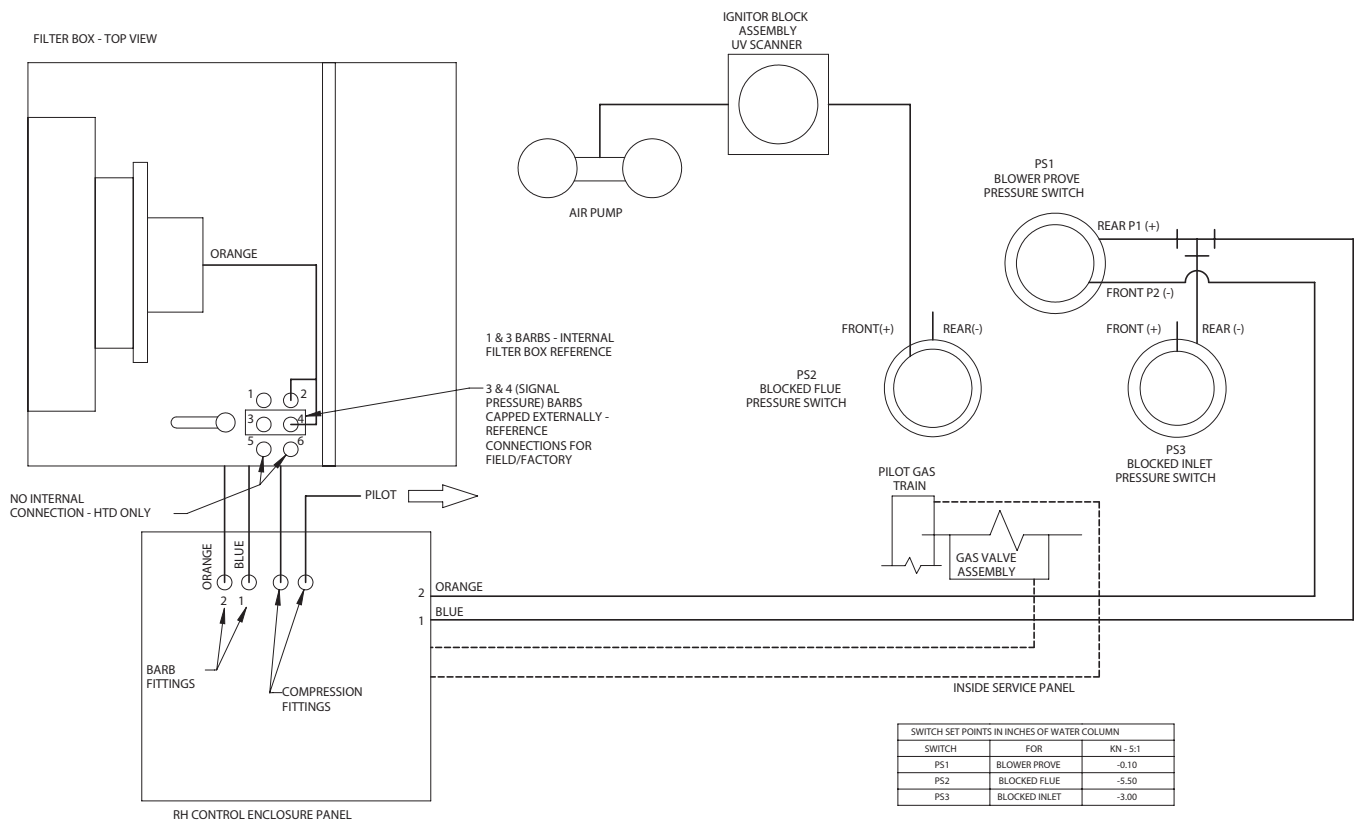 FILTER BOX - TOP VIEW
ORANGE
1
2
3
4
5
6
1 & 3 BARBS - INTERNAL
FILTER BOX REFERENCE
3 & 4 (SIGNAL
PRESSURE) BARBS
CAPPED EXTERNALLY -
REFERENCE
CONNECTIONS FOR
FIELD/FACTORY
NO INTERNAL
CONNECTION - HTD ONLY
PILOT
ORANGE
BLUE
2
1
BARB
FITTINGS
COMPRESSION
FITTINGS
2
ORANGE
1
BLUE
RH CONTROL ENCLOSURE PANEL
IGNITOR BLOCK
ASSEMBLY
UV SCANNER
AIR PUMP
PS1
BLOWER PROVE
PRESSURE SWITCH
REAR P1 (+)
FRONT P2 (-)
FRONT(+)
REAR(-)
PS2
BLOCKED FLUE
PRESSURE SWITCH
FRONT (+)
REAR (-)
PS3
BLOCKED INLET
PRESSURE SWITCH
PILOT GAS
TRAIN
GAS VALVE
ASSEMBLY
INSIDE SERVICE PANEL
SWITCH SET POINTS IN INCHES OF WATER COLUMN
SWITCH FOR KN - 5:1
PS1 BLOWER PROVE -0.10
PS2 BLOCKED FLUE -5.50
PS3 BLOCKED INLET -3.00